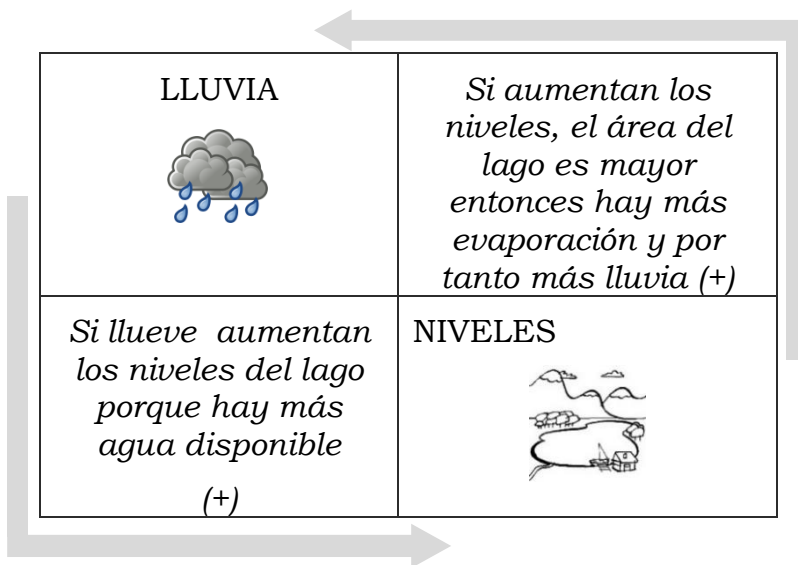 LLUVIA
Si aumentan los
niveles, el área del
lago es mayor
entonces hay más
evaporación y por
tanto más lluvia (+)
Si llueve  aumentan
los niveles del lago
porque hay más
agua disponible
(+)
NIVELES